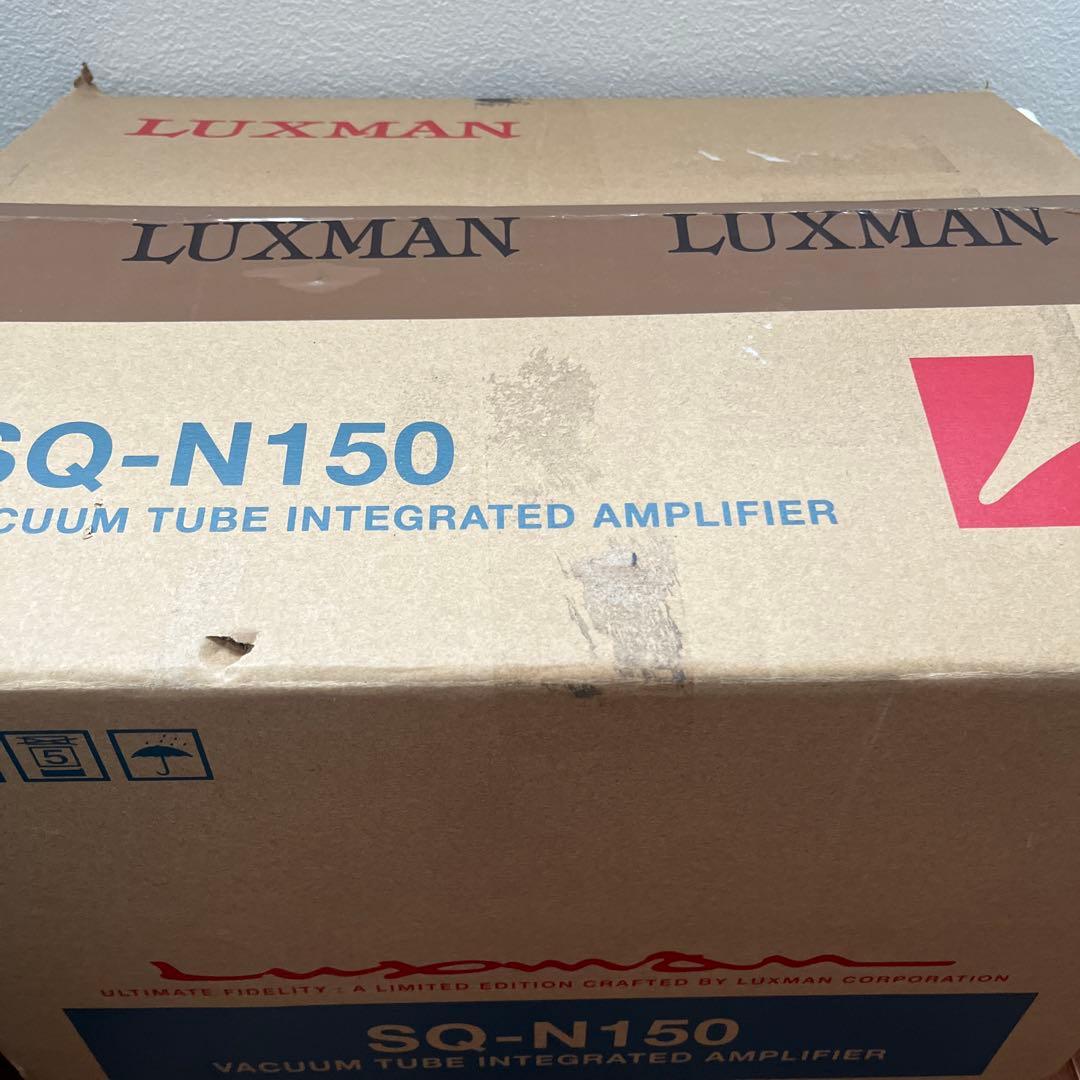 LUXMAN
LUXMAN LUXMAN
SQ-N150
CUUM TUBE INTEGRATED AMPLIFIER
5
Luxman
ULTIMATE FIDELITY : A LIMITED EDITION CRAFTED BY LUXMAN CORPORATION
SQ-N150
VACUUM TUBE INTEGRATED AMPLIFIER